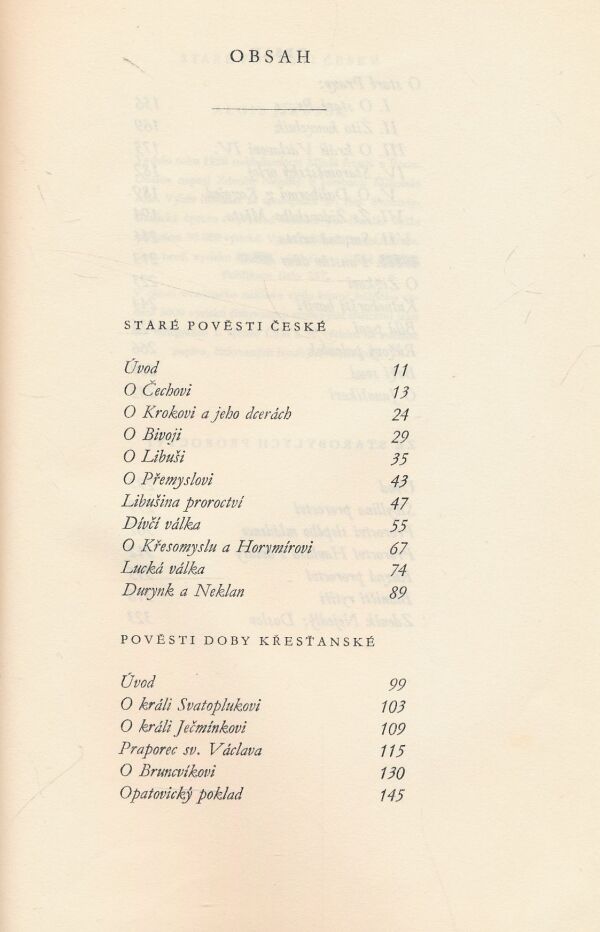 OBSAH
STARÉ POVĚSTI ČESKÉ
Úvod 11
O Čechovi 13
O Krokovi a jeho dcerách 24
O Bivoji 29
O Libuši 35
O Přemyslovi 43
Libušina proroctví 47
Dívčí válka 55
O Křesomyslu a Horymírovi 67
Lucká válka 74
Durynk a Neklan 89
POVĚSTI DOBY KŘESŤANSKÉ
Úvod 99
O králi Svatoplukovi 103
O králi Ječmínkovi 109
Praporec sv. Václava 115
O Bruncvíkovi 130
Opatovický poklad 145